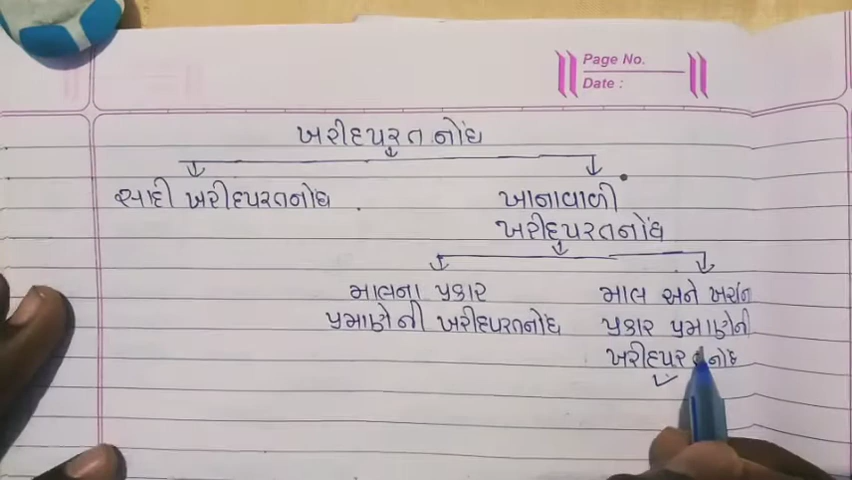 Page No.
Date :
ખરીદપરત નોંધ
સાદી ખરીદપરતનોંધ
ખાનાવાળી
ખરીદપરતનોંધ
માલના પ્રકાર
પ્રમાણેની ખરીદપરતનોંધ
માલ અને ખર્ચના
પ્રકાર પ્રમાણેની
ખરીદપરતનોંધ